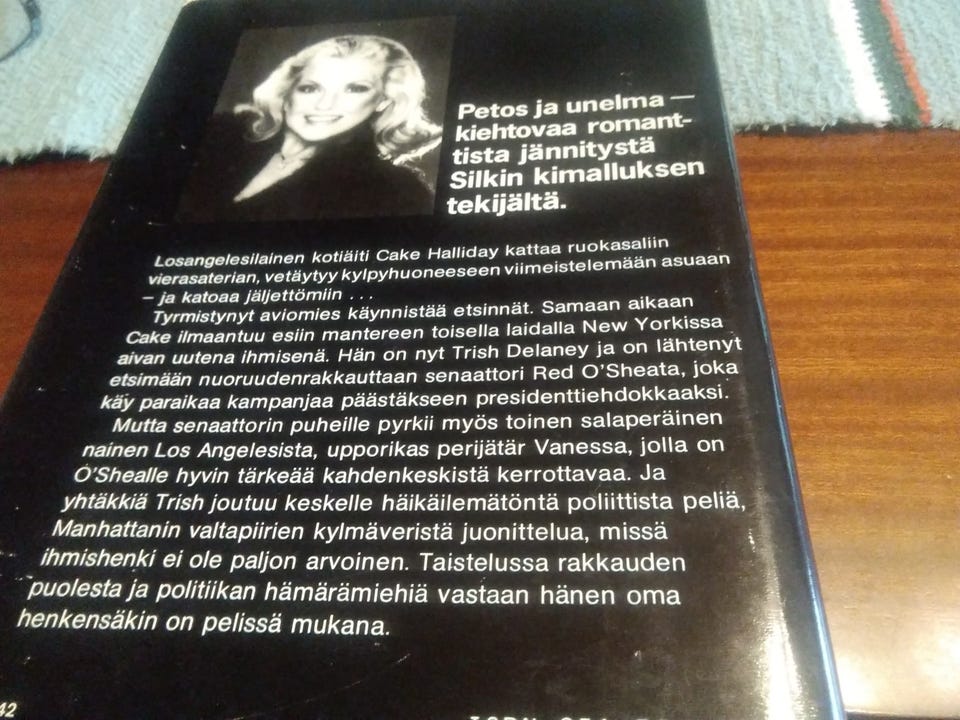 Petos ja unelma —
kiehtovaa romant-
tista jännitystä
Silkin kimalluksen
tekijältä.
Losangelesilainen kotiäiti Cake Halliday kattaa ruokasaliin
vierasaterian, vetäytyy kylpyhuoneeseen viimeistelemään asuaan
– ja katoaa jäljettömiin . . .
Tyrmistynyt aviomies käynnistää etsinnät. Samaan aikaan
Cake ilmaantuu esiin mantereen toisella laidalla New Yorkissa
aivan uutena ihmisenä. Hän on nyt Trish Delaney ja on lähtenyt
etsimään nuoruudenrakkauttaan senaattori Red O'Sheata, joka
käy paraikaa kampanjaa päästäkseen presidenttiehdokkaaksi.
Mutta senaattorin puheille pyrkii myös toinen salaperäinen
nainen Los Angelesista, upporikas perijätär Vanessa, jolla on
O'Shealle hyvin tärkeää kahdenkeskistä kerrottavaa. Ja
yhtäkkiä Trish joutuu keskelle häikäilemätöntä poliittista peliä,
Manhattanin valtapiirien kylmäveristä juonittelua, missä
ihmishenki ei ole paljon arvoinen. Taistelussa rakkauden
puolesta ja politiikan hämärämiehiä vastaan hänen oma
henkensäkin on pelissä mukana.
42
ISBN